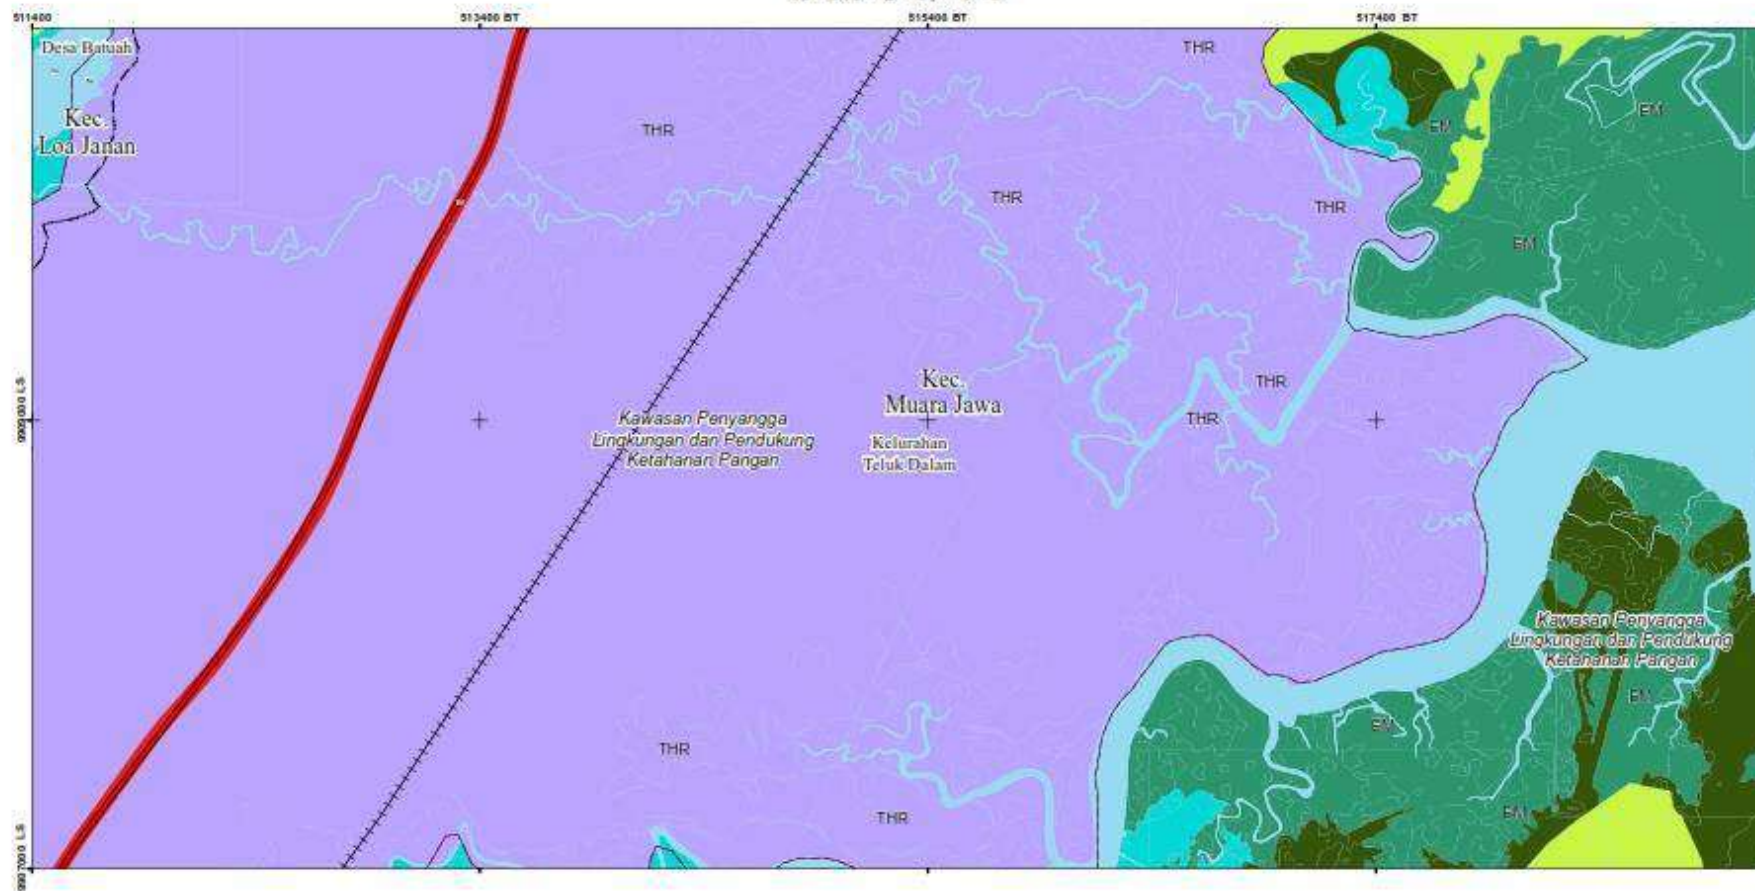 511400
513400 BT
515400 BT
517400 BT
Desa Batuah
THR
Kec.
Loa Janan
THR
EM
EM
THR
THR
EM
Kec.
Muara Jawa
THR
THR
Kawasan Penyangga
Lingkungan dan Pendukung
Ketahanan Pangan
Kelurahan
Teluk Dalam
Kawasan Penyangga
Lingkungan dan Pendukung
Ketahanan Pangan
EM
EM
THR
THR
EM